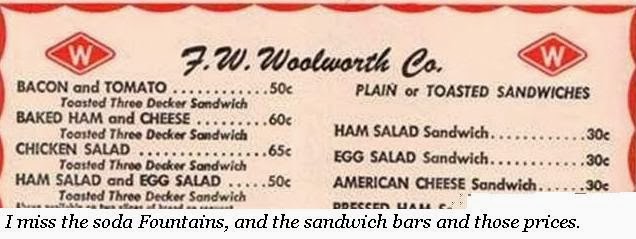 W
F.W. Woolworth Co.
W
BACON and TOMATO ............50c
Toasted Three Decker Sandwich
BAKED HAM and CHEESE .........60c
Toasted Three Decker Sandwich
CHICKEN SALAD ................65c
Toasted Three Decker Sandwich
HAM SALAD and EGG SALAD .....50c
Toasted Three Decker Sandwich
PLAIN or TOASTED SANDWICHES
HAM SALAD Sandwich............30c
EGG SALAD Sandwich............30c
AMERICAN CHEESE Sandwich......30c
PRESSED HAM
I miss the soda Fountains, and the sandwich bars and those prices.